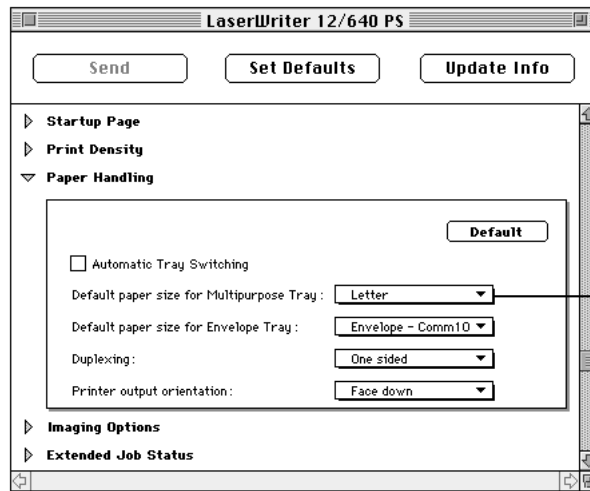 LaserWriter 12/640 PS
Send Set Defaults Update Info
Startup Page
Print Density
Paper Handling
Default
Automatic Tray Switching
Default paper size for Multipurpose Tray: Letter
Default paper size for Envelope Tray: Envelope - Comm10
Duplexing: One sided
Printer output orientation: Face down
Imaging Options
Extended Job Status